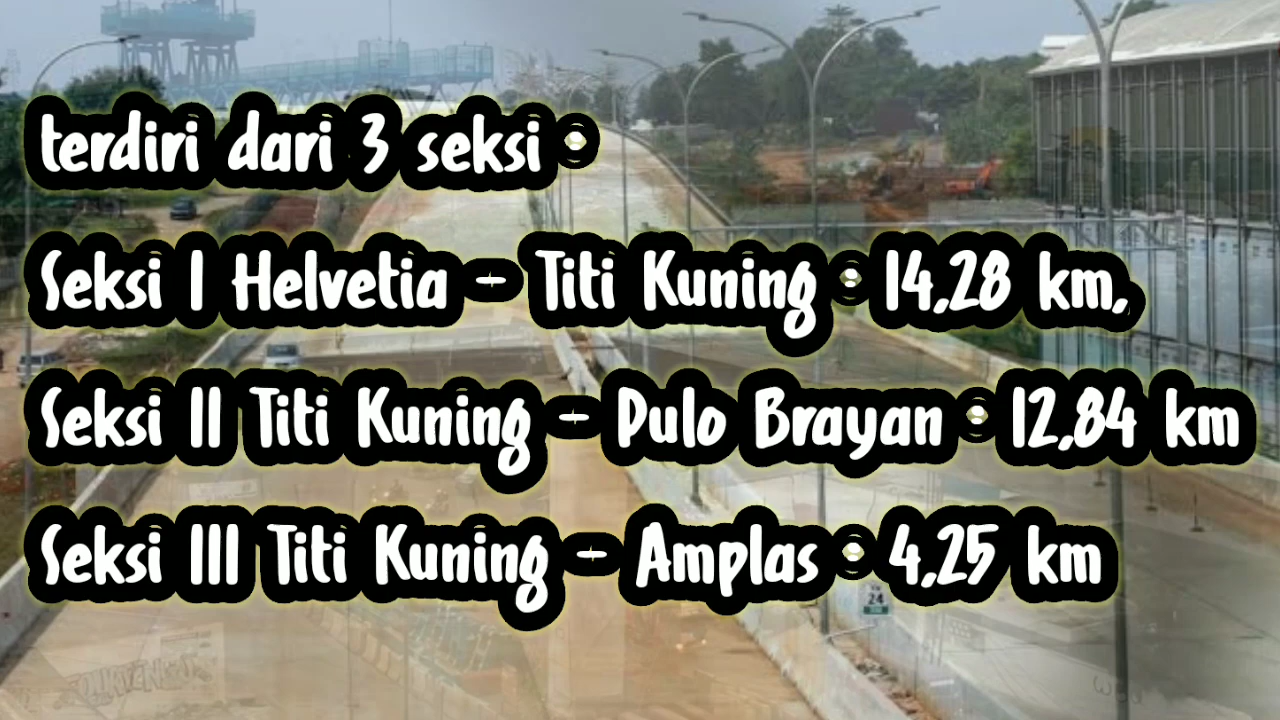 terdiri dari 3 seksi :
Seksi I Helvetia - Titi Kuning : 14,28 km,
Seksi II Titi Kuning - Pulo Brayan : 12,84 km
Seksi III Titi Kuning - Amplas : 4,25 km
24